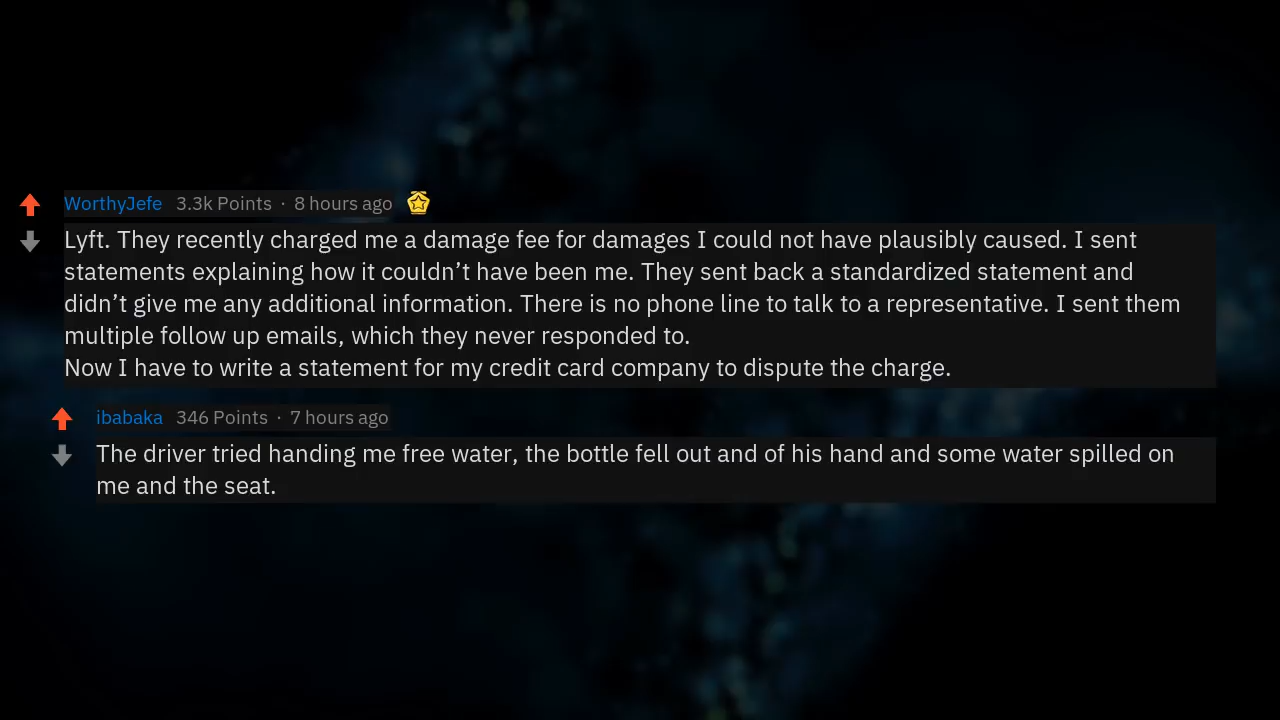 WorthyJefe 3.3k Points · 8 hours ago
Lyft. They recently charged me a damage fee for damages I could not have plausibly caused. I sent
statements explaining how it couldn’t have been me. They sent back a standardized statement and
didn’t give me any additional information. There is no phone line to talk to a representative. I sent them
multiple follow up emails, which they never responded to.
Now I have to write a statement for my credit card company to dispute the charge.
ibabaka 346 Points · 7 hours ago
The driver tried handing me free water, the bottle fell out and of his hand and some water spilled on
me and the seat.